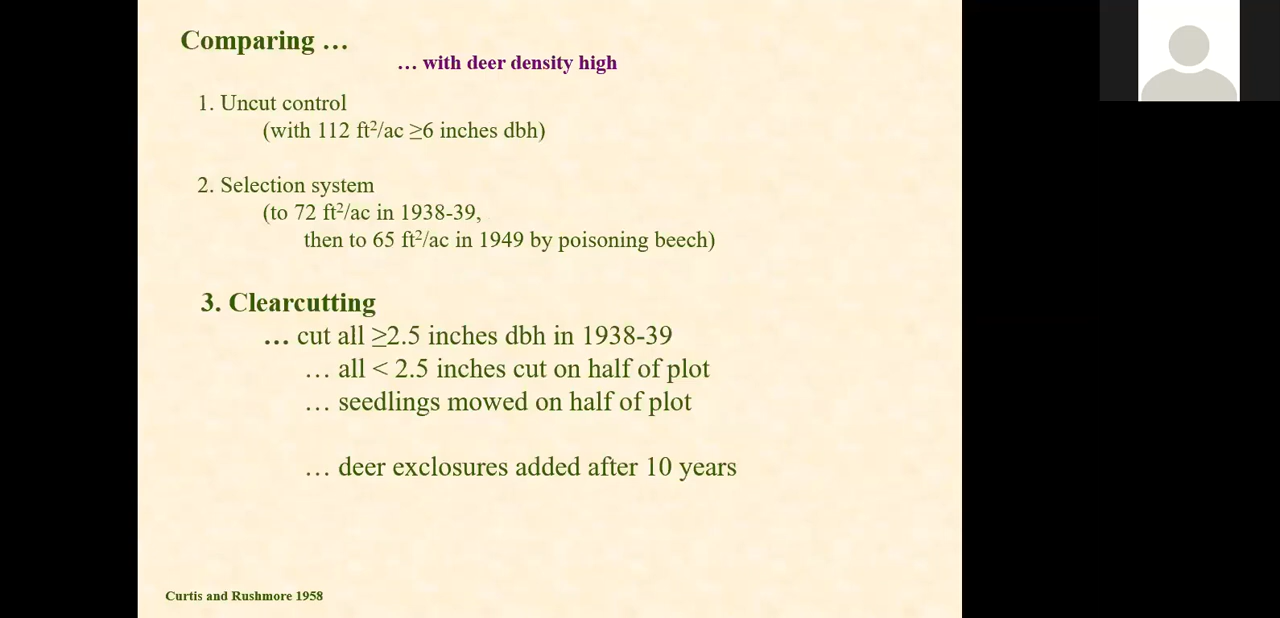 Comparing …
… with deer density high
1. Uncut control
(with 112 ft²/ac ≥6 inches dbh)
2. Selection system
(to 72 ft²/ac in 1938-39,
then to 65 ft²/ac in 1949 by poisoning beech)
3. Clearcutting
… cut all ≥2.5 inches dbh in 1938-39
… all < 2.5 inches cut on half of plot
… seedlings mowed on half of plot
… deer exclosures added after 10 years
Curtis and Rushmore 1958